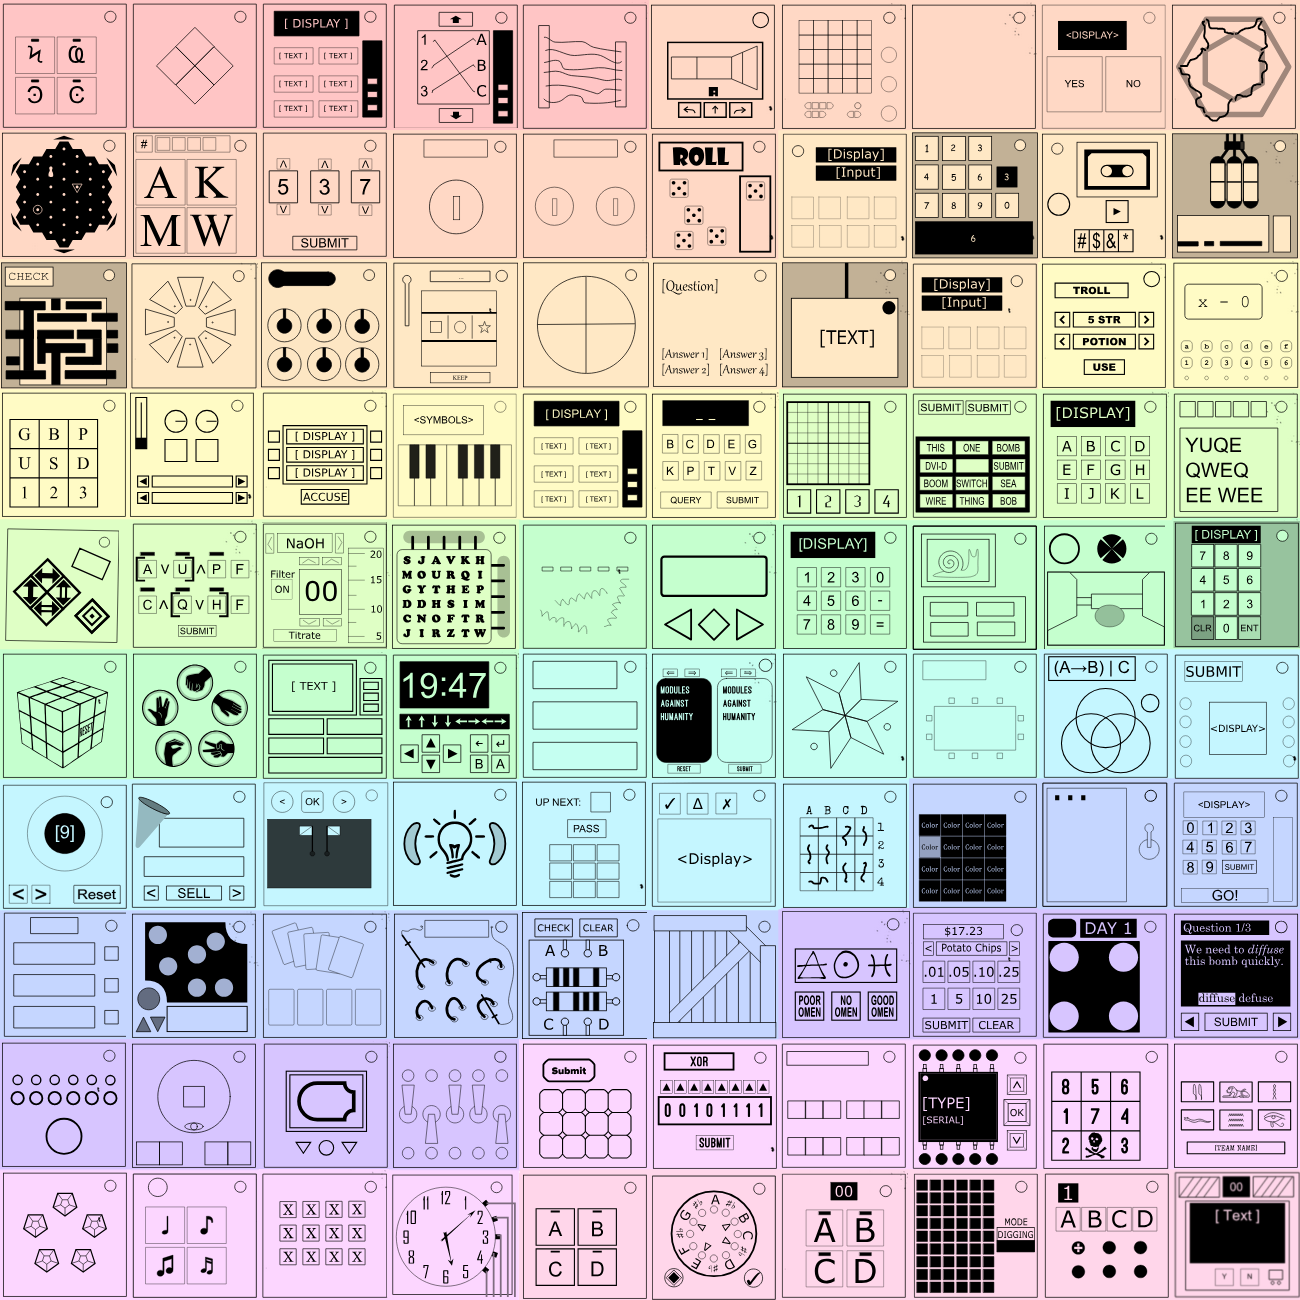 [ DISPLAY ]
[ TEXT ] [ TEXT ]
[ TEXT ] [ TEXT ]
[ TEXT ] [ TEXT ]
1 A
2 B
3 C
<DISPLAY>
YES NO
#
A K
M W
5 3 7
SUBMIT
ROLL
[Display]
[Input]
1 2 3
4 5 6 3
7 8 9 0
6
#$&*
CHECK
...
KEEP
[Question]
[Answer 1] [Answer 3]
[Answer 2] [Answer 4]
[TEXT]
[Display]
[Input]
TROLL
< 5 STR >
< POTION >
USE
x - 0
a b c d e f
1 2 3 4 5 6
G B P
U S D
1 2 3
[ DISPLAY ]
[ DISPLAY ]
[ DISPLAY ]
ACCUSE
<SYMBOLS>
[ DISPLAY ]
[ TEXT ] [ TEXT ]
[ TEXT ] [ TEXT ]
[ TEXT ] [ TEXT ]
_ _
B C D E G
K P T V Z
QUERY SUBMIT
1 2 3 4
SUBMIT SUBMIT
THIS ONE BOMB
DVI-D SUBMIT
BOOM SWITCH SEA
WIRE THING BOB
[DISPLAY]
A B C D
E F G H
I J K L
YUQE
QWEQ
EE WEE
[A V U] Λ P F
C Λ [Q V H] F
SUBMIT
NaOH
Filter
ON
00
20
15
10
5
Titrate
S J A V K H
M O U R Q I
G Y T H E P
D D H S I M
C N O F T R
J I R Z T W
[DISPLAY]
1 2 3 0
4 5 6 -
7 8 9 =
[ DISPLAY ]
7 8 9
4 5 6
1 2 3
CLR 0 ENT
RESET
[ TEXT ]
19:47
↑ ↑ ↓ ↓ ← → ← →
B A
MODULES
AGAINST
HUMANITY
MODULES
AGAINST
HUMANITY
RESET SUBMIT
(A→B) | C
SUBMIT
<DISPLAY>
[9]
< > Reset
< SELL >
< OK >
UP NEXT:
PASS
✓ Δ ✗
<Display>
A B C D
1
2
3
4
Color Color Color Color
Color Color Color Color
Color Color Color Color
Color Color Color Color
<DISPLAY>
0 1 2 3
4 5 6 7
8 9 SUBMIT
GO!
CHECK CLEAR
A B
C D
POOR OMEN
NO OMEN
GOOD OMEN
$17.23
< Potato Chips >
.01 .05 .10 .25
1 5 10 25
SUBMIT CLEAR
DAY 1
Question 1/3
We need to diffuse
this bomb quickly.
diffuse defuse
SUBMIT
Submit
XOR
0 0 1 0 1 1 1 1
SUBMIT
[TYPE]
[SERIAL]
OK
8 5 6
1 7 4
2 3
[TEAM NAME]
X X X X
X X X X
X X X X
12 1 2 3 4 5 6 7 8 9 10 11
A B
C D
A B C D E F G
00
A B
C D
MODE
DIGGING
1
A B C D
00
[ Text ]
Y N